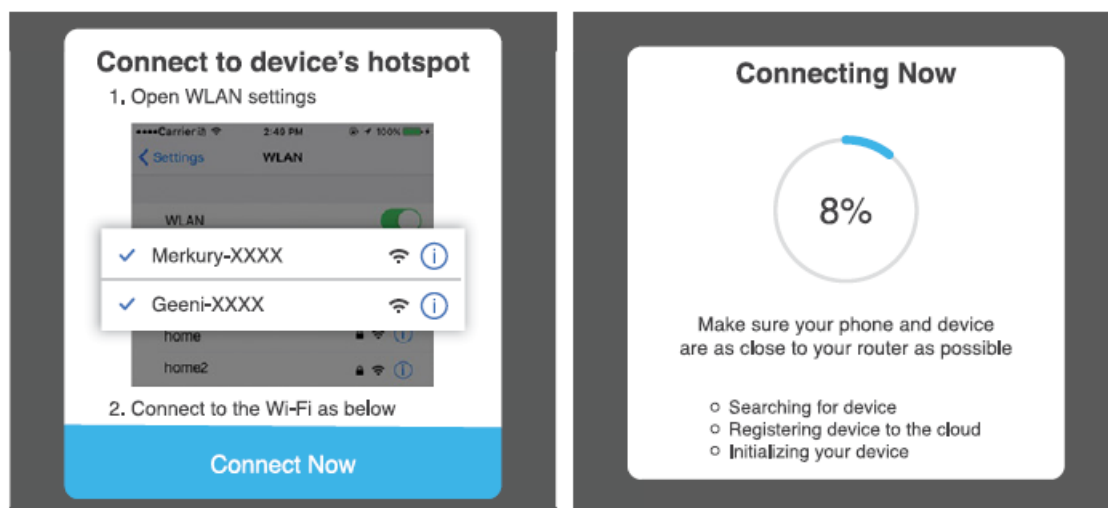 Connect to device's hotspot
1. Open WLAN settings
Carrier 2:49 PM 100%
Settings WLAN
WLAN
Merkury-XXXX
Geeni-XXXX
home
home2
2. Connect to the Wi-Fi as below
Connect Now
Connecting Now
8%
Make sure your phone and device
are as close to your router as possible
Searching for device
Registering device to the cloud
Initializing your device